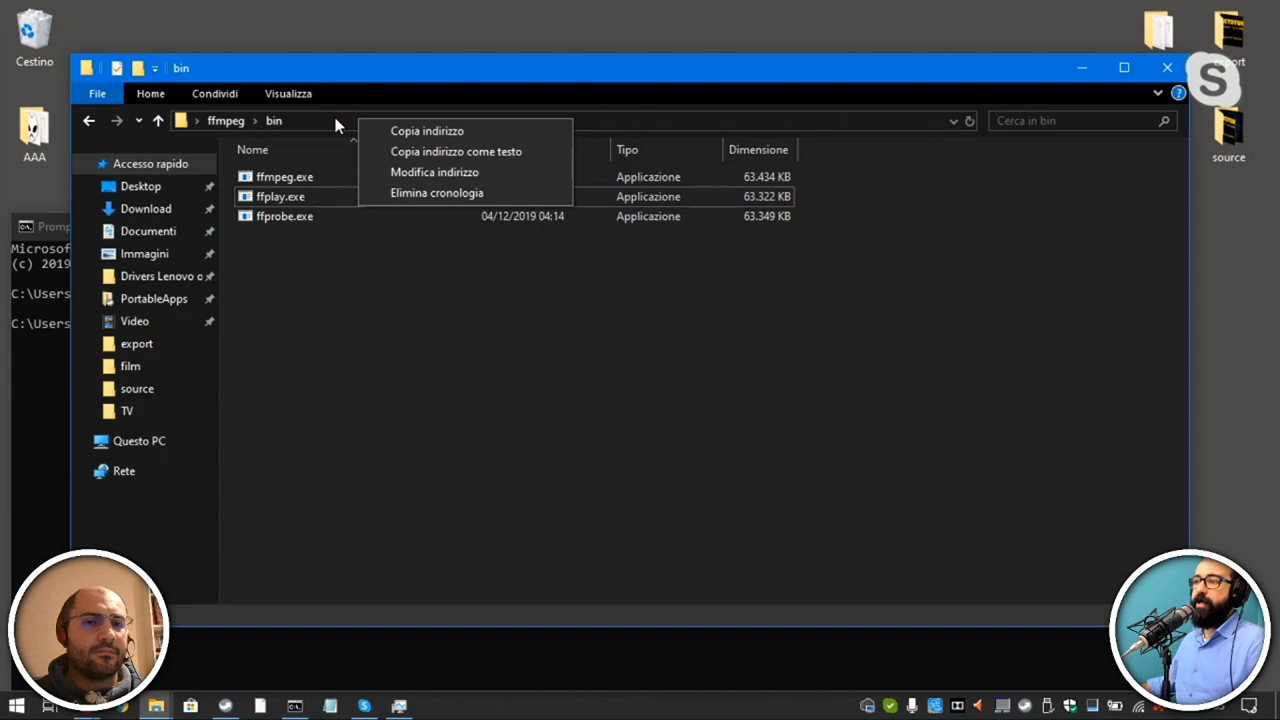 Cestino
AAA
export
source
bin
File
Home
Condividi
Visualizza
ffmpeg
bin
Cerca in bin
Copia indirizzo
Copia indirizzo come testo
Modifica indirizzo
Elimina cronologia
Nome
Tipo
Dimensione
ffmpeg.exe
Applicazione
63.434 KB
ffplay.exe
Applicazione
63.322 KB
ffprobe.exe
04/12/2019 04:14
Applicazione
63.349 KB
Accesso rapido
Desktop
Download
Documenti
Immagini
Drivers Lenovo
PortableApps
Video
export
film
source
TV
Questo PC
Rete
Promp
Microsof
(c) 2019
C:\Users
C:\Users
S